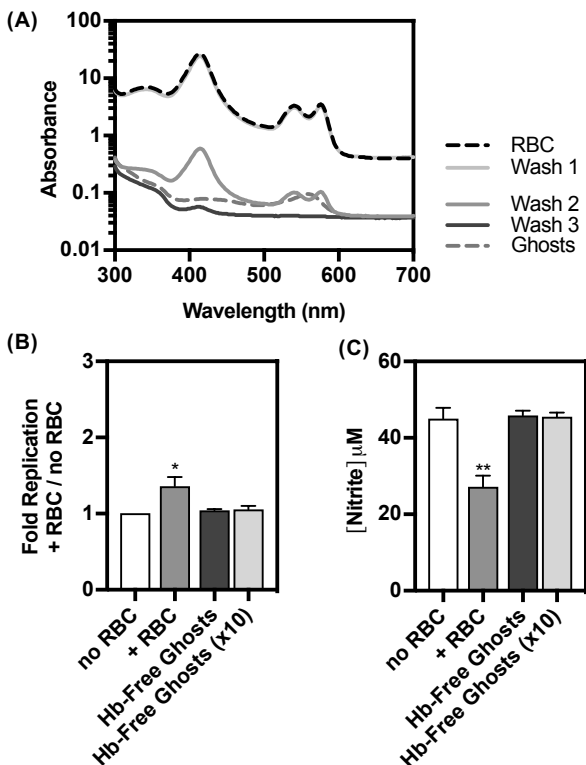 (A)
Absorbance
100
10
1
0.1
0.01
300 400 500 600 700
Wavelength (nm)
RBC
Wash 1
Wash 2
Wash 3
Ghosts
(B)
Fold Replication
+ RBC / no RBC
3
2
1
0
*
no RBC
+ RBC
Hb-Free Ghosts
Hb-Free Ghosts (x10)
(C)
[Nitrite] μM
60
40
20
0
**
no RBC
+ RBC
Hb-Free Ghosts
Hb-Free Ghosts (x10)